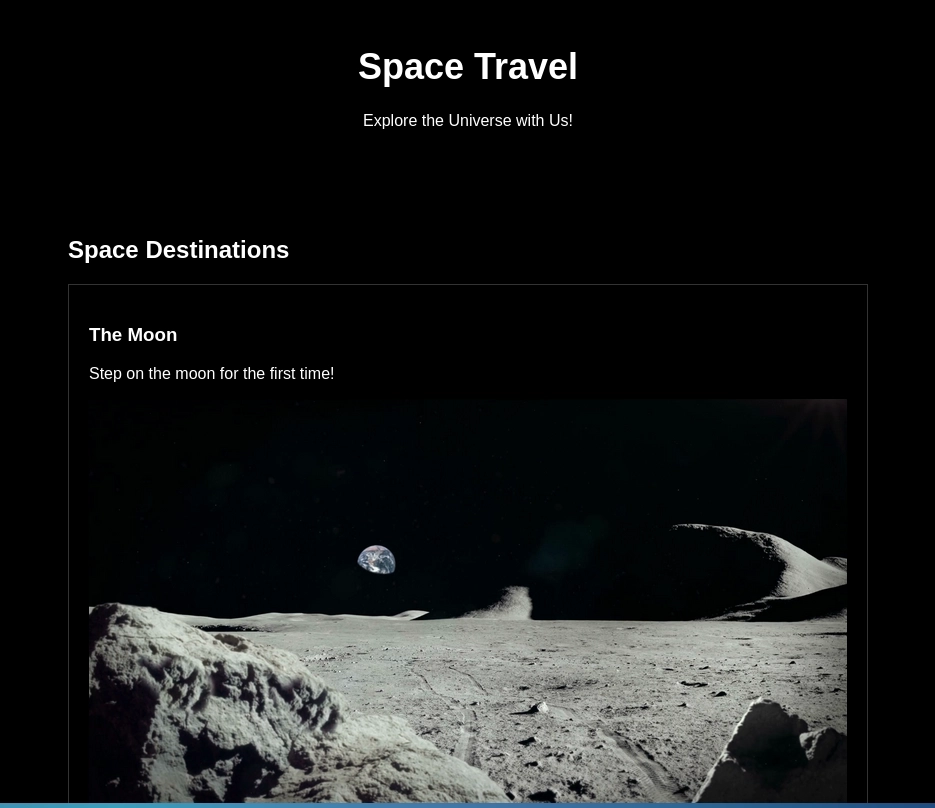 Space Travel
Explore the Universe with Us!
Space Destinations
The Moon
Step on the moon for the first time!